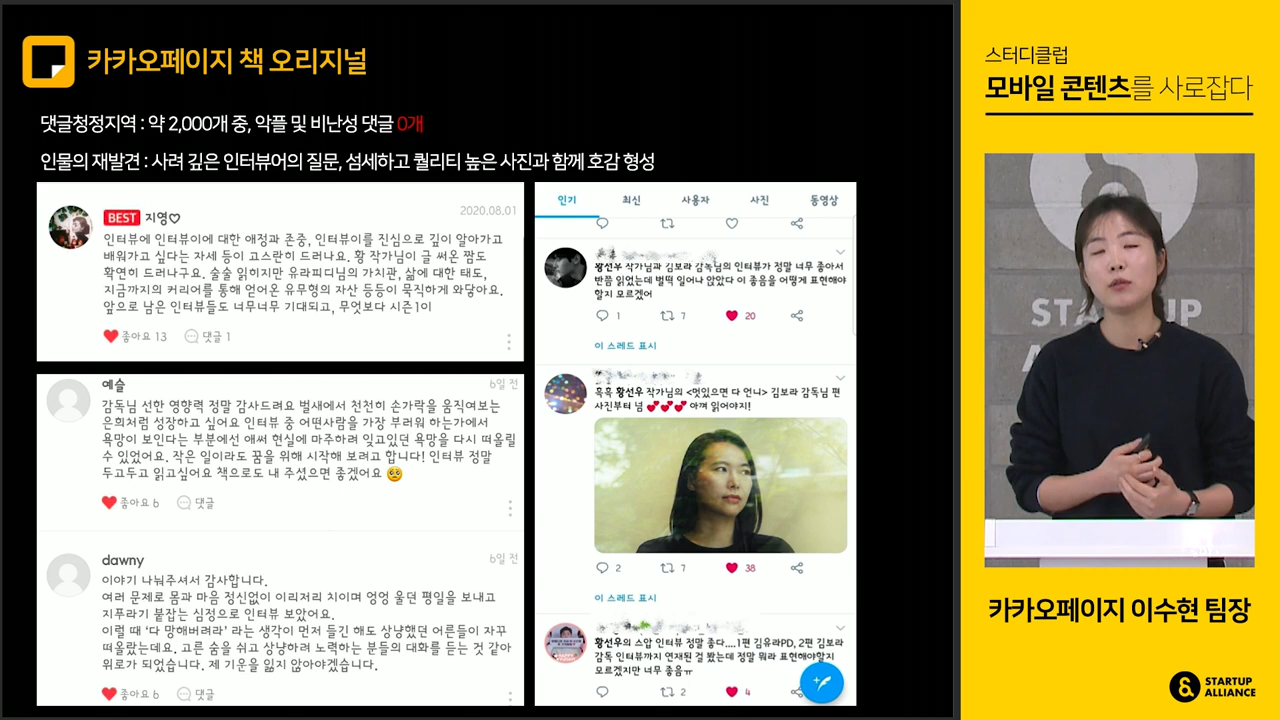 카카오페이지 책 오리지널
댓글청정지역 : 약 2,000개 중, 악플 및 비난성 댓글 0개
인물의 재발견 : 사려 깊은 인터뷰어의 질문, 섬세하고 퀄리티 높은 사진과 함께 호감 형성
BEST 지영♡
2020.08.01
인터뷰에 인터뷰이에 대한 애정과 존중, 인터뷰이를 진심으로 깊이 알아가고
배워가고 싶다는 자세 등이 고스란히 드러나요. 황 작가님이 글 써온 짬도
확연히 드러나구요. 술술 읽히지만 유라피디님의 가치관, 삶에 대한 태도,
지금까지의 커리어를 통해 얻어온 유무형의 자산 등등이 묵직하게 와닿아요.
앞으로 남은 인터뷰들도 너무너무 기대되고, 무엇보다 시즌1이
좋아요 13 댓글 1
예슬
6일 전
감독님 선한 영향력 정말 감사드려요 벌새에서 천천히 손가락을 움직여보는
은희처럼 성장하고 싶어요 인터뷰 중 어떤사람을 가장 부러워 하는가에서
욕망이 보인다는 부분에선 애써 현실에 마주하려 잊고있던 욕망을 다시 떠올릴
수 있었어요. 작은 일이라도 꿈을 위해 시작해 보려고 합니다! 인터뷰 정말
두고두고 읽고싶어요 책으로도 내 주셨으면 좋겠어요 🥺
좋아요 6 댓글
dawny
6일 전
이야기 나눠주셔서 감사합니다.
여러 문제로 몸과 마음 정신없이 이리저리 치이며 엉엉 울던 평일을 보내고
지푸라기 붙잡는 심정으로 인터뷰 보았어요.
이럴 때 ‘다 망해버려라’ 라는 생각이 먼저 들긴 해도 상냥했던 어른들이 자꾸
떠올랐는데요. 고른 숨을 쉬고 상냥하려 노력하는 분들의 대화를 듣는 것 같아
위로가 되었습니다. 제 기운을 잃지 않아야겠습니다.
좋아요 6 댓글
인기 최신 사용자 사진 동영상
황선우 작가님과 김보라 감독님의 인터뷰가 정말 너무 좋아서
반쯤 읽었는데 벌떡 일어나 앉았다 이 좋음을 어떻게 표현해야
할지 모르겠어
1 7 20
이 스레드 표시
흑흑 황선우 작가님의 <멋있으면 다 언니> 김보라 감독님 편
사진부터 넘 💕💕💕 아껴 읽어야지!
2 7 38
이 스레드 표시
황선우의 스압 인터뷰 정말 좋다....1편 김유라PD, 2편 김보라
감독 인터뷰까지 연재된 걸 봤는데 정말 뭐라 표현해야할지
모르겠지만 너무 좋음ㅠ
2 4
스터디클럽
모바일 콘텐츠를 사로잡다
카카오페이지 이수현 팀장
STARTUP
ALLIANCE